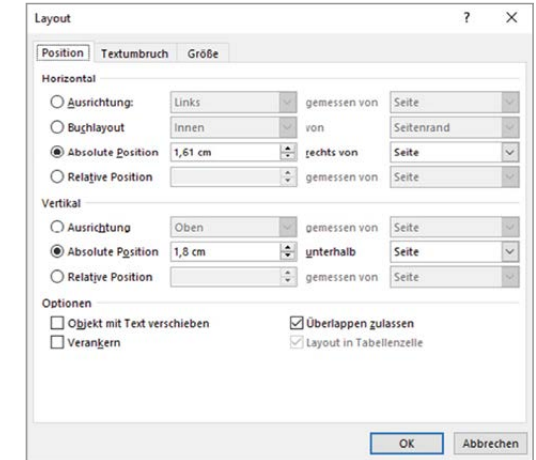 Layout ? ×
Position Textumbruch Größe
Horizontal
Ausrichtung: Links gemessen von Seite
Buchlayout Innen von Seitenrand
Absolute Position 1,61 cm rechts von Seite
Relative Position gemessen von Seite
Vertikal
Ausrichtung Oben gemessen von Seite
Absolute Position 1,8 cm unterhalb Seite
Relative Position gemessen von Seite
Optionen
Objekt mit Text verschieben Überlappen zulassen
Verankern Layout in Tabellenzelle
OK Abbrechen